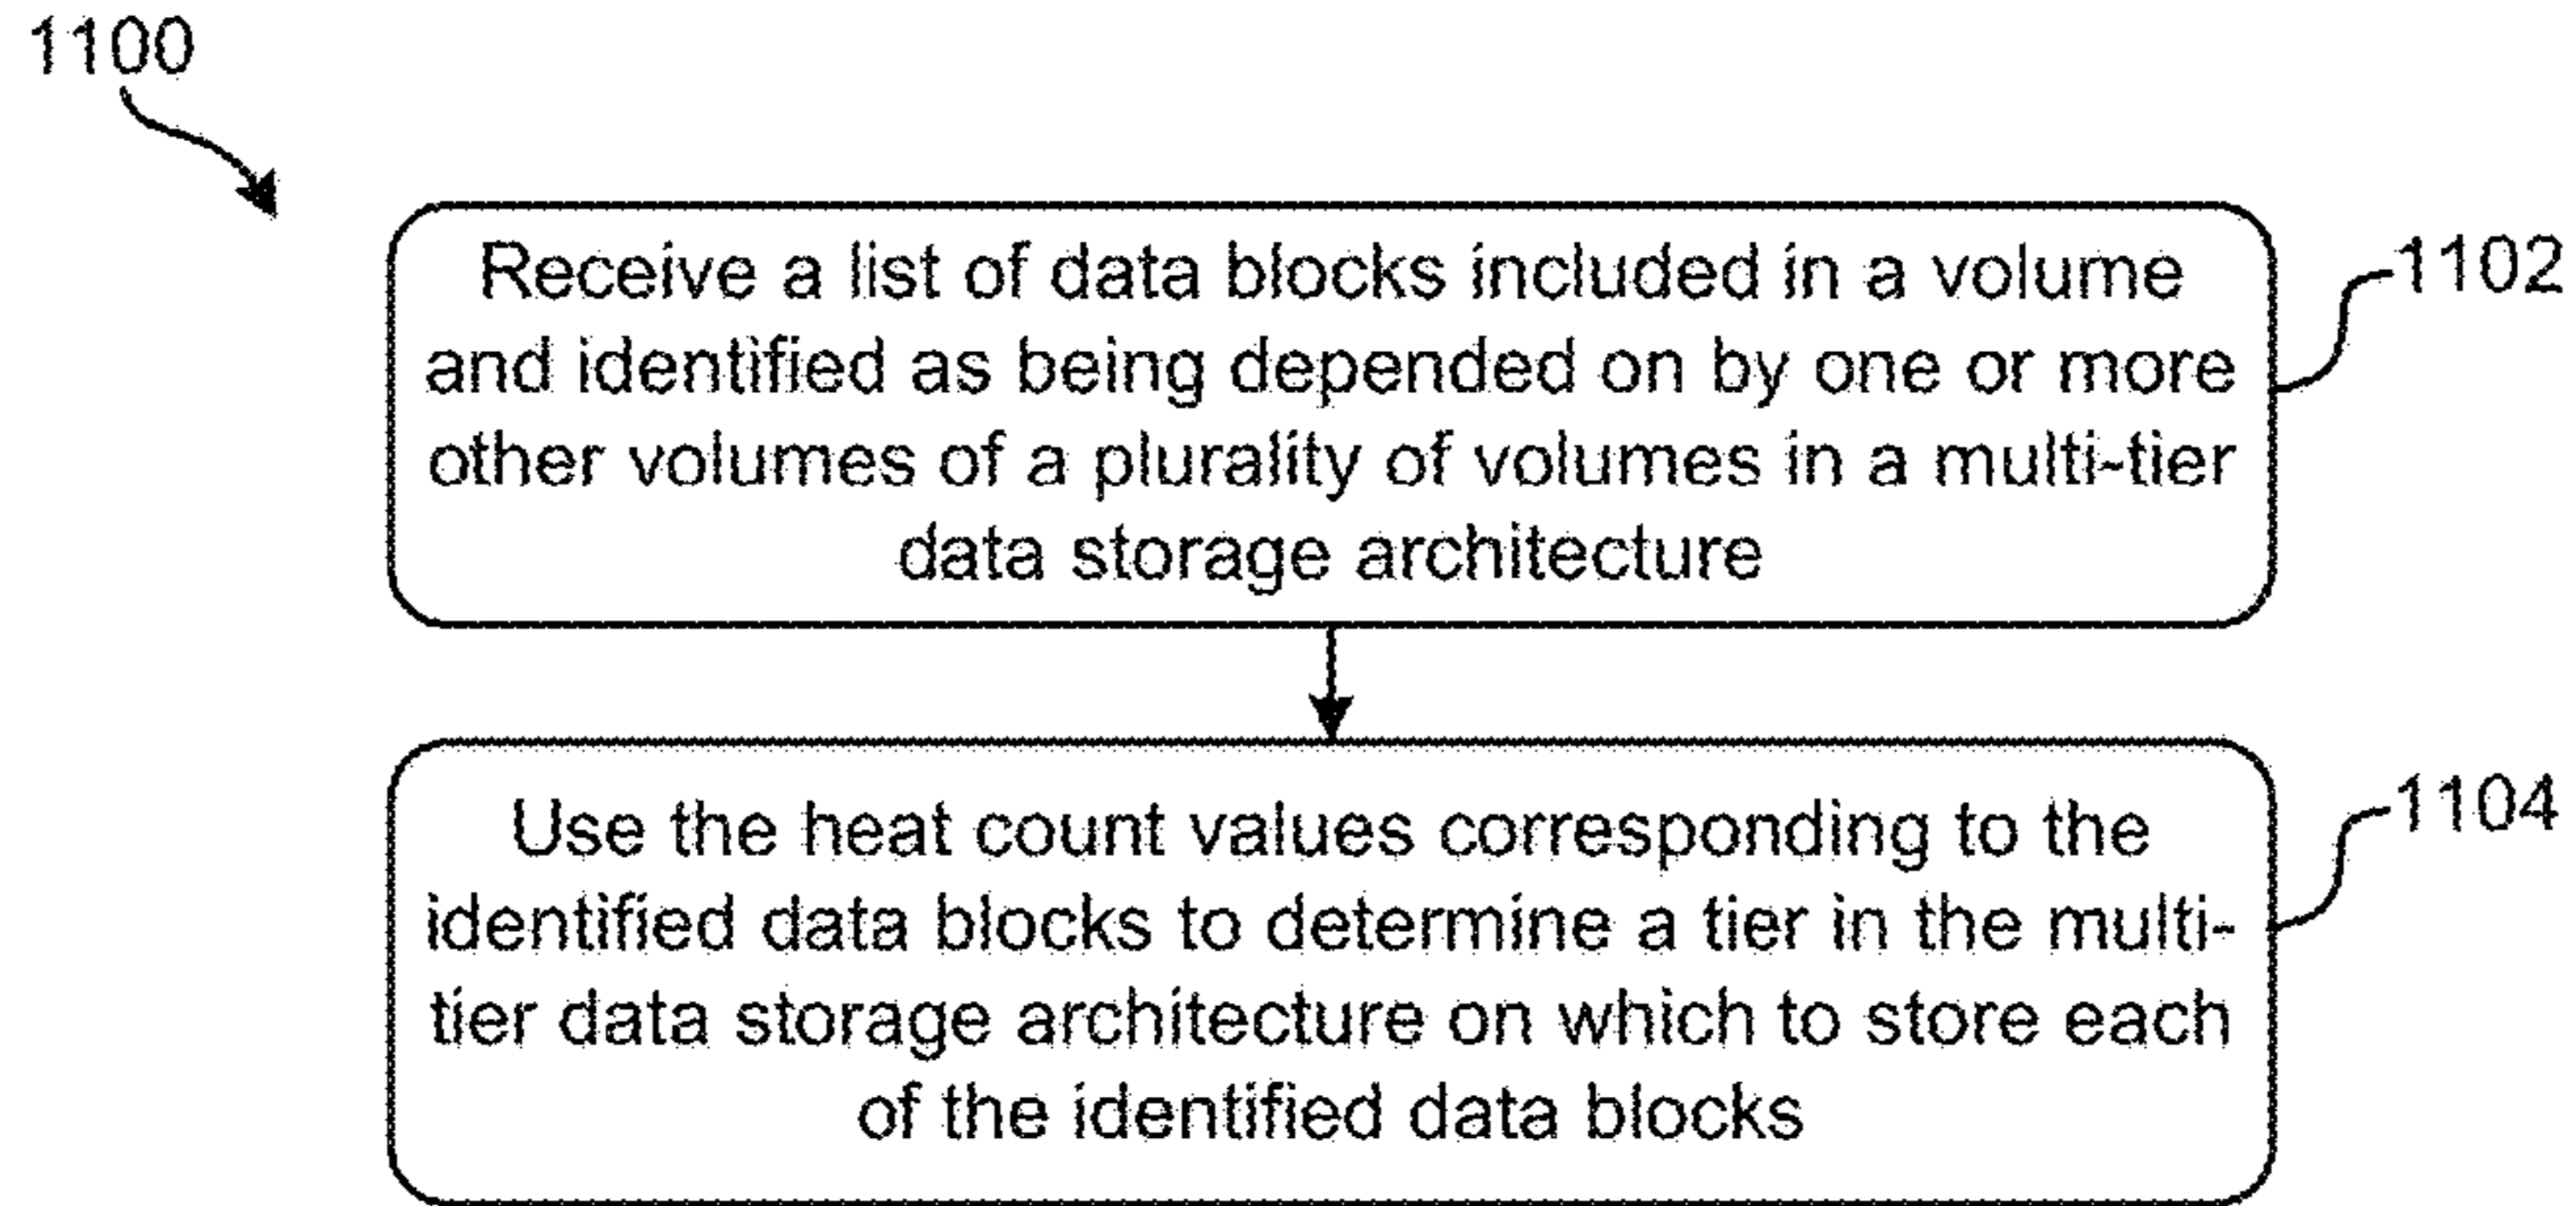 1100
Receive a list of data blocks included in a volume
and identified as being depended on by one or more
other volumes of a plurality of volumes in a multi-tier
data storage architecture
1102
Use the heat count values corresponding to the
identified data blocks to determine a tier in the multi-
tier data storage architecture on which to store each
of the identified data blocks
1104